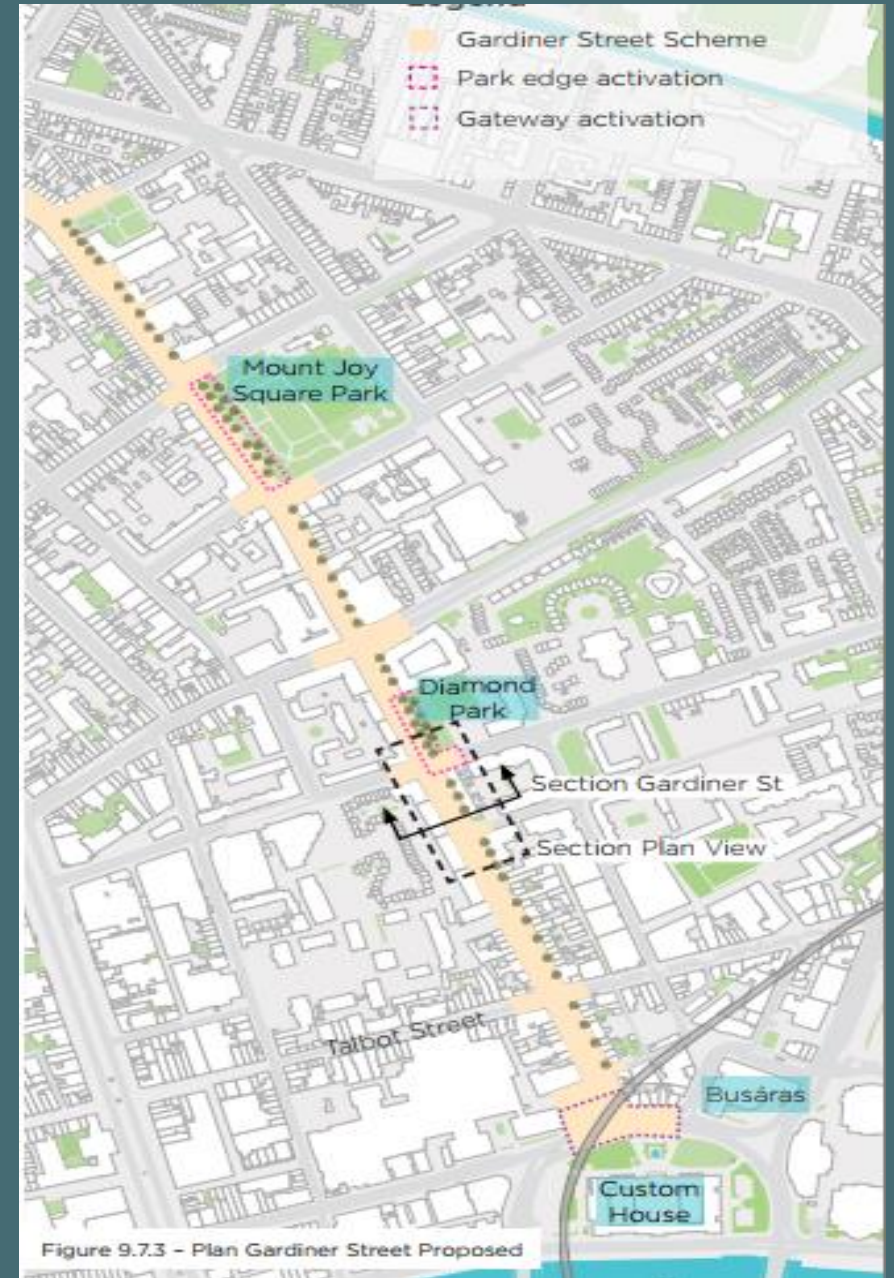 Legend
Gardiner Street Scheme
Park edge activation
Gateway activation
Mount Joy
Square Park
Diamond
Park
Section Gardiner St
Section Plan View
Talbot Street
Busáras
Custom
House
Figure 9.7.3 – Plan Gardiner Street Proposed